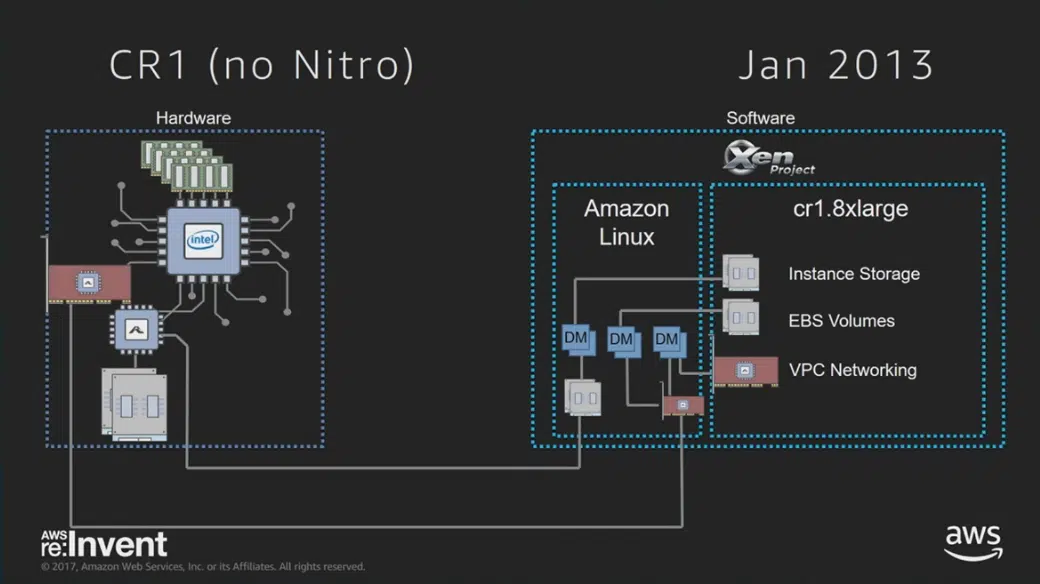 CR1 (no Nitro)
Jan 2013
Hardware
Software
Xen
Project
Amazon
Linux
cr1.8xlarge
intel
Instance Storage
EBS Volumes
DM
DM
DM
VPC Networking
AWS
re:Invent
© 2017, Amazon Web Services, Inc. or its Affiliates. All rights reserved.
aws